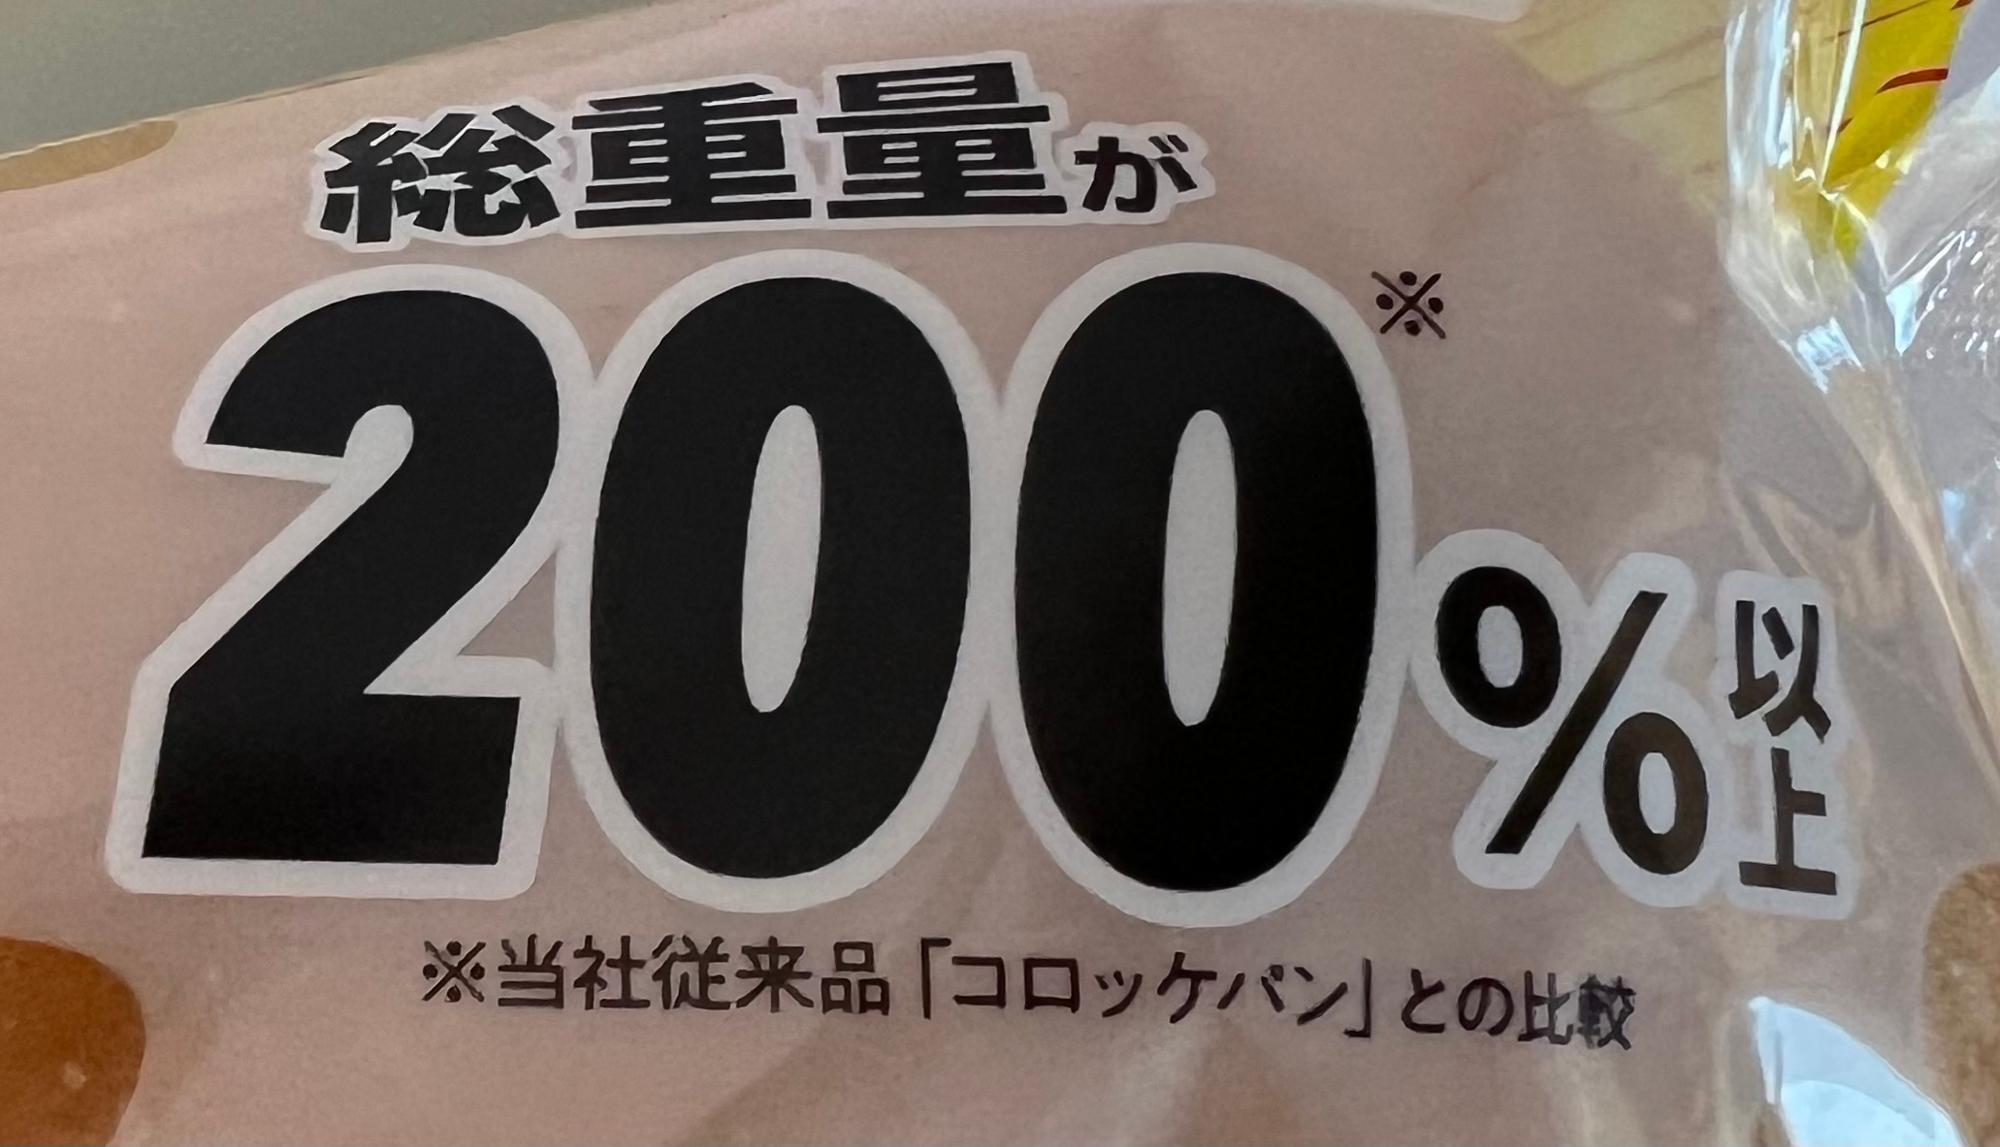 総重量が
200※%以上
※当社従来品「コロッケパン」との比較